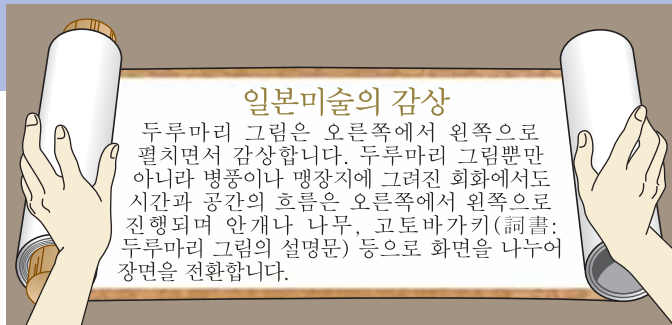 일본미술의 감상
두루마리 그림은 오른쪽에서 왼쪽으로
펼치면서 감상합니다. 두루마리 그림뿐만
아니라 병풍이나 맹장지에 그려진 회화에서도
시간과 공간의 흐름은 오른쪽에서 왼쪽으로
진행되며 안개나 나무, 고토바가키(詞書:
두루마리 그림의 설명문) 등으로 화면을 나누어
장면을 전환합니다.